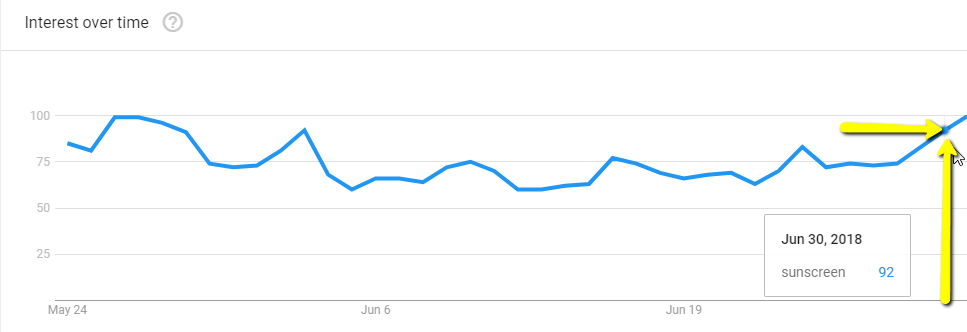 Interest over time ?
100
75
50
25
Jun 30, 2018
sunscreen 92
May 24 Jun 6 Jun 19